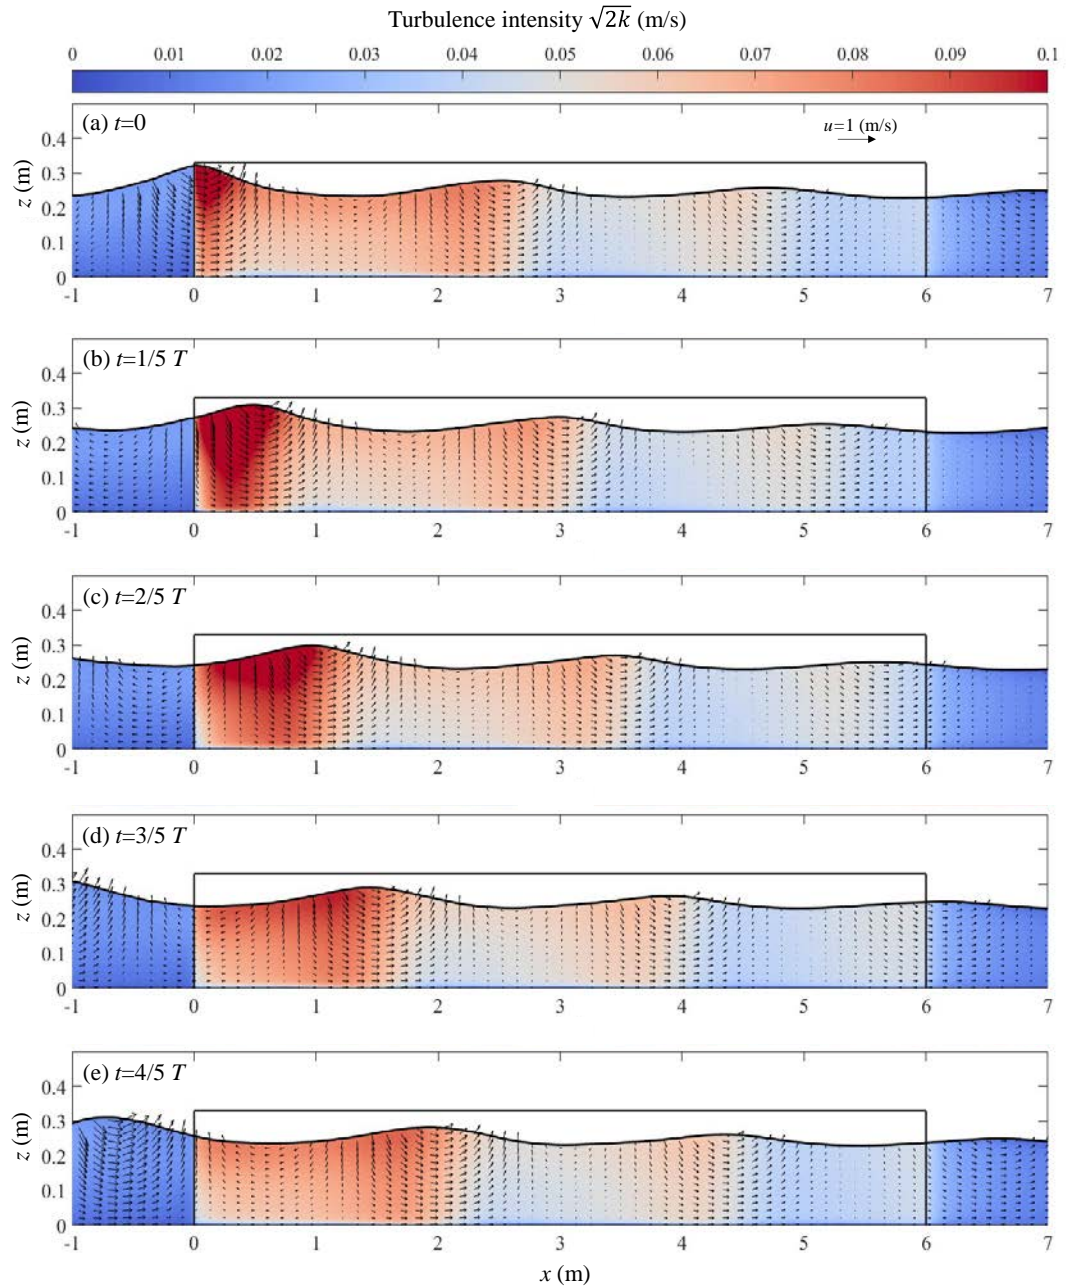 Turbulence intensity √2k (m/s)
0 0.01 0.02 0.03 0.04 0.05 0.06 0.07 0.08 0.09 0.1
(a) t=0
u=1 (m/s)
z (m)
0.4
0.3
0.2
0.1
0
-1 0 1 2 3 4 5 6 7
(b) t=1/5 T
z (m)
0.4
0.3
0.2
0.1
0
-1 0 1 2 3 4 5 6 7
(c) t=2/5 T
z (m)
0.4
0.3
0.2
0.1
0
-1 0 1 2 3 4 5 6 7
(d) t=3/5 T
z (m)
0.4
0.3
0.2
0.1
0
-1 0 1 2 3 4 5 6 7
(e) t=4/5 T
z (m)
0.4
0.3
0.2
0.1
0
-1 0 1 2 3 4 5 6 7
x (m)